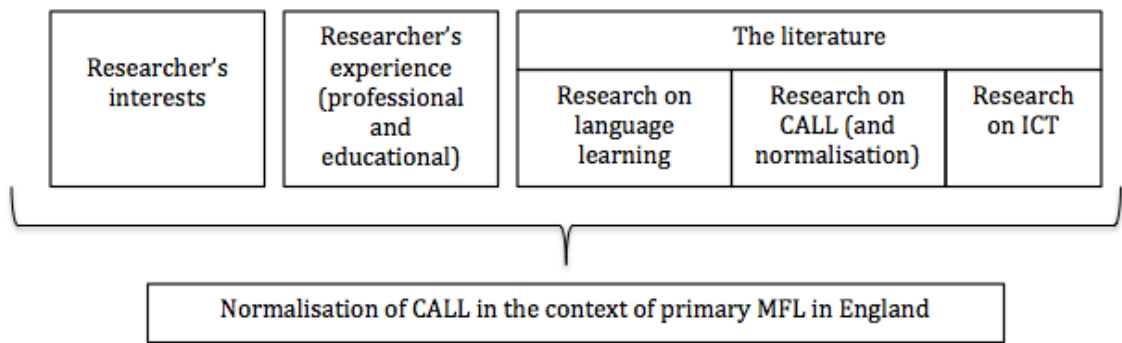 Researcher's
interests
Researcher's
experience
(professional
and
educational)
The literature
Research on
language
learning
Research on
CALL (and
normalisation)
Research
on ICT
Normalisation of CALL in the context of primary MFL in England